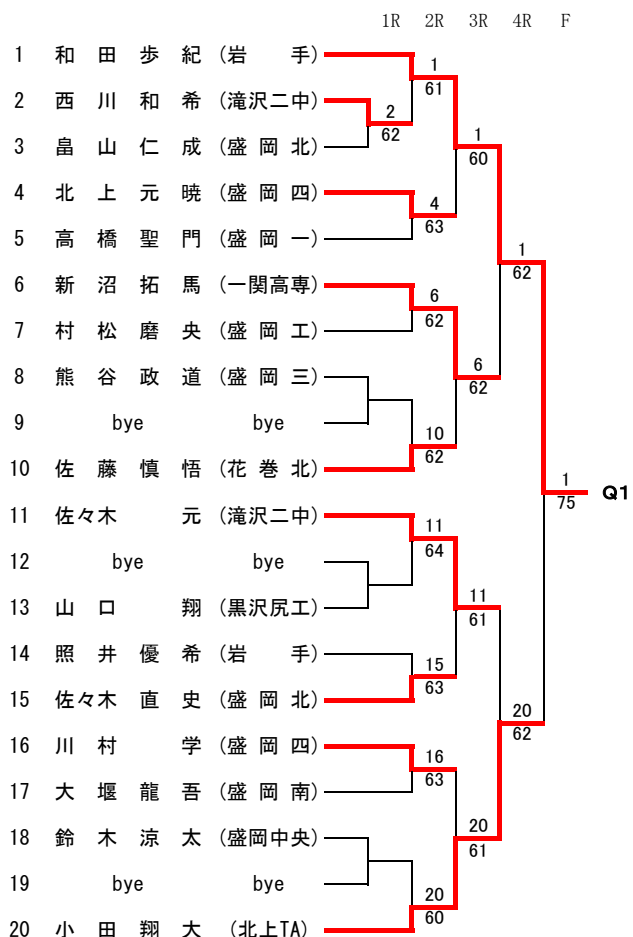 1R 2R 3R 4R F
1 和 田 歩 紀 (岩 手)
1
61
2 西 川 和 希 (滝沢二中)
2
62
3 畠 山 仁 成 (盛 岡 北)
1
60
4 北 上 元 暁 (盛 岡 四)
4
63
5 高 橋 聖 門 (盛 岡 一)
1
62
6 新 沼 拓 馬 (一関高専)
6
62
7 村 松 磨 央 (盛 岡 工)
6
62
8 熊 谷 政 道 (盛 岡 三)
9 bye bye
10
62
10 佐 藤 慎 悟 (花 巻 北)
1
75
Q1
11 佐々木 元 (滝沢二中)
11
64
12 bye bye
13 山 口 翔 (黒沢尻工)
11
61
14 照 井 優 希 (岩 手)
15
63
15 佐々木 直 史 (盛 岡 北)
20
62
16 川 村 学 (盛 岡 四)
16
63
17 大 堰 龍 吾 (盛 岡 南)
18 鈴 木 涼 太 (盛岡中央)
20
61
19 bye bye
20
60
20 小 田 翔 大 (北上TA)